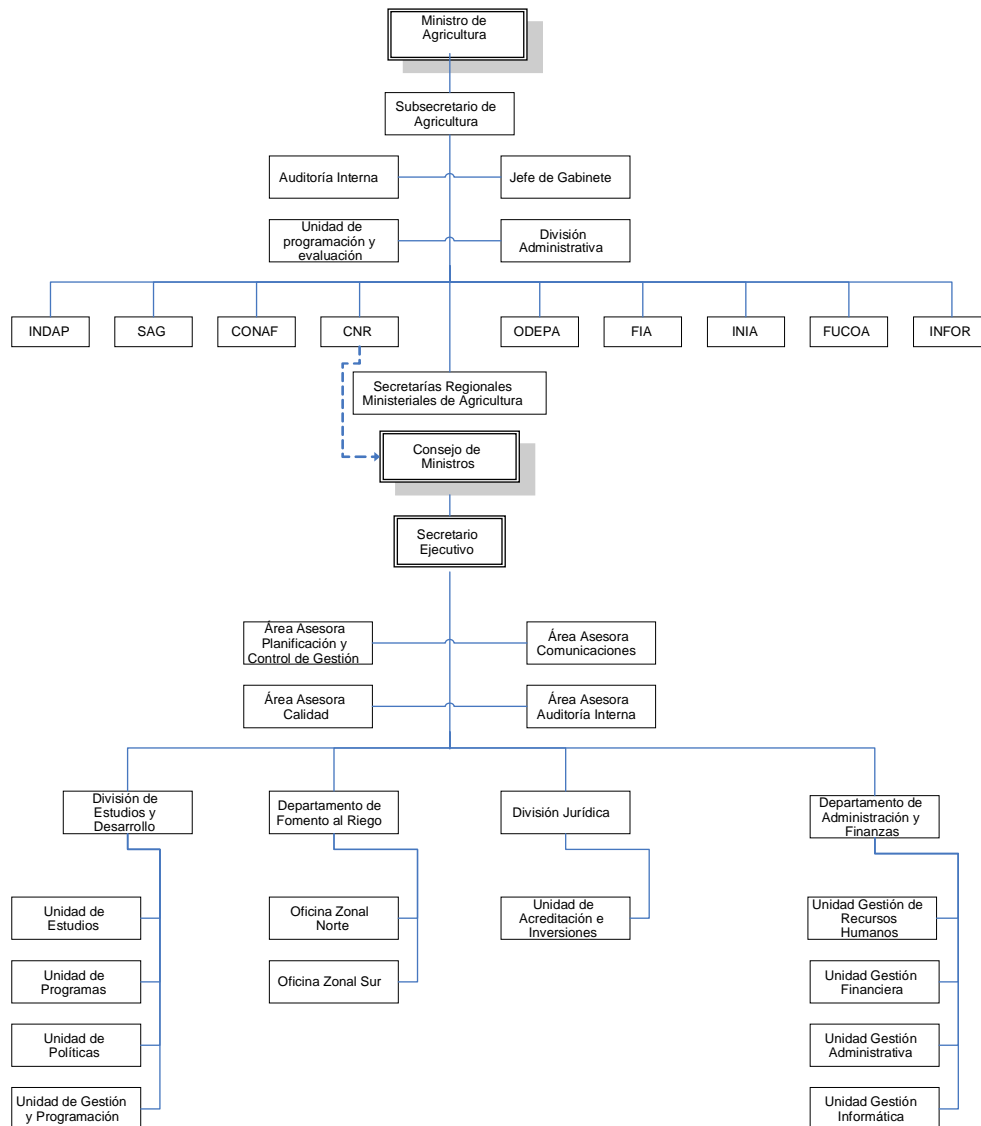 Ministro de
Agricultura
Subsecretario de
Agricultura
Auditoría Interna
Jefe de Gabinete
Unidad de
programación y
evaluación
División
Administrativa
INDAP
SAG
CONAF
CNR
ODEPA
FIA
INIA
FUCOA
INFOR
Secretarías Regionales
Ministeriales de Agricultura
Consejo de
Ministros
Secretario
Ejecutivo
Área Asesora
Planificación y
Control de Gestión
Área Asesora
Comunicaciones
Área Asesora
Calidad
Área Asesora
Auditoría Interna
División de
Estudios y
Desarrollo
Departamento de
Fomento al Riego
División Jurídica
Departamento de
Administración y
Finanzas
Unidad de
Estudios
Oficina Zonal
Norte
Unidad de
Acreditación e
Inversiones
Unidad Gestión de
Recursos
Humanos
Unidad de
Programas
Oficina Zonal Sur
Unidad Gestión
Financiera
Unidad de
Políticas
Unidad Gestión
Administrativa
Unidad de Gestión
y Programación
Unidad Gestión
Informática